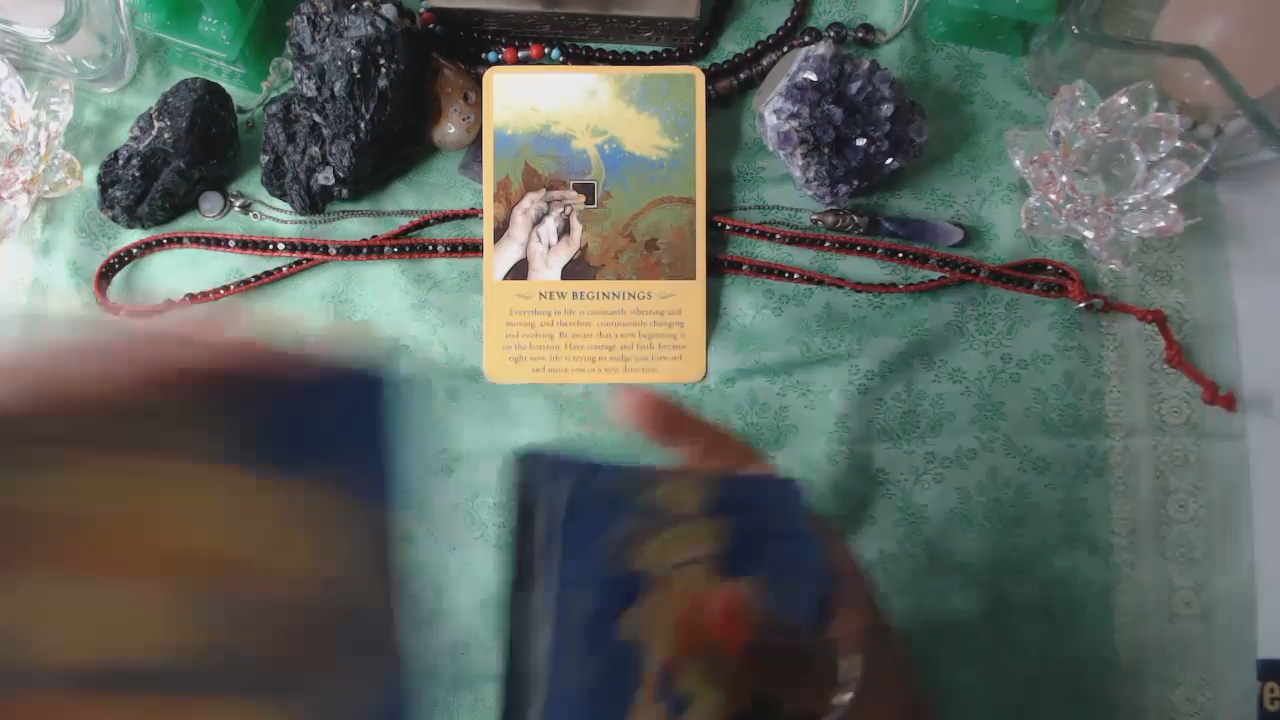 NEW BEGINNINGS
Everything in life is constantly vibrating and
moving, and therefore, continuously changing
and evolving. Be aware that a new beginning is
on the horizon. Have courage and faith, because
right now, life is trying to nudge you forward
and move you in a new direction.